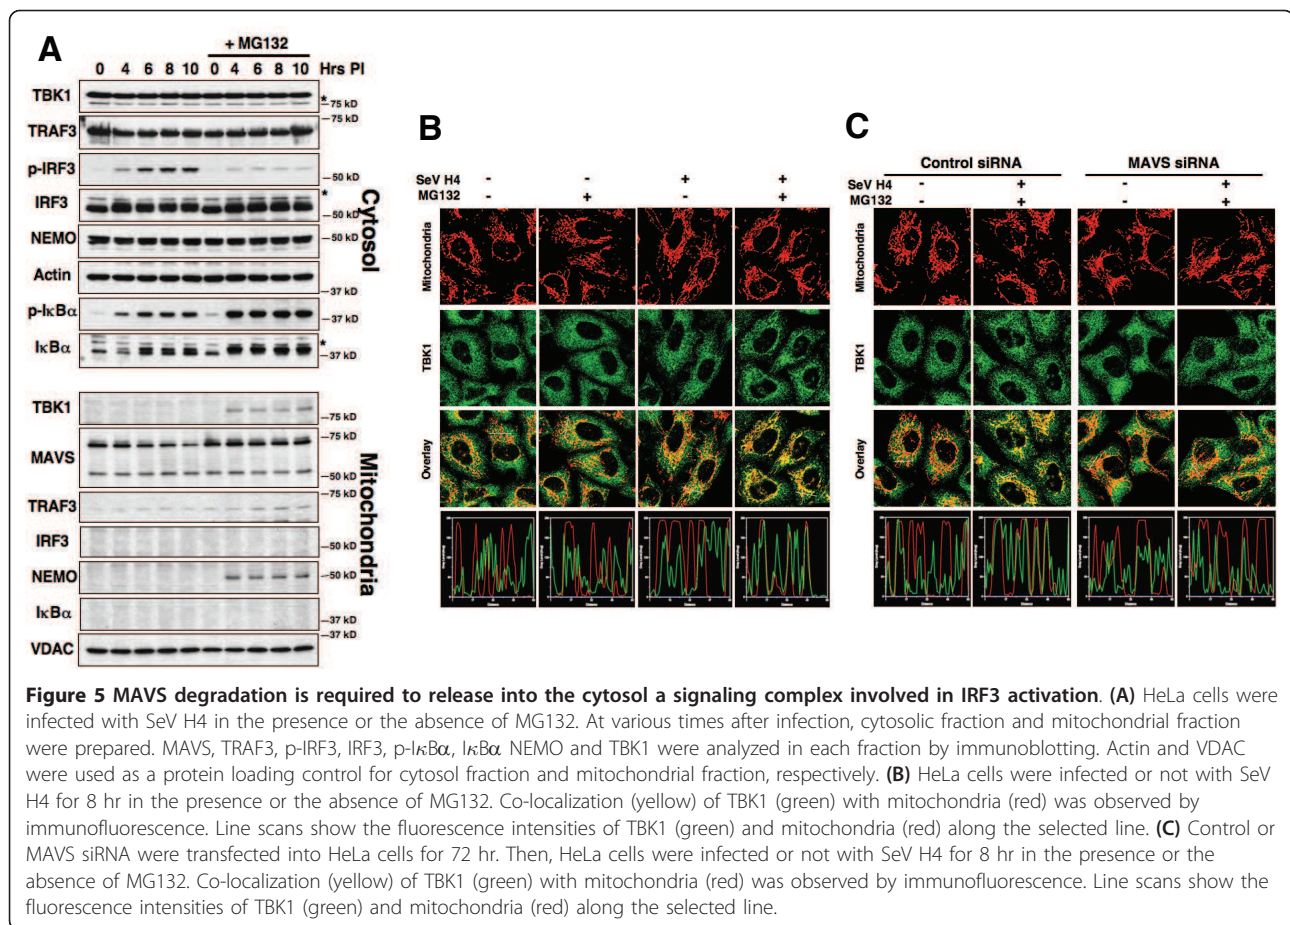 A
+ MG132
0 4 6 8 10 0 4 6 8 10 Hrs PI
TBK1
*
75 kD
75 kD
TRAF3
p-IRF3
50 kD
*
IRF3
50 kD
NEMO
50 kD
Actin
37 kD
p-IκBα
37 kD
*
IκBα
37 kD
Cytosol
TBK1
75 kD
75 kD
MAVS
50 kD
75 kD
TRAF3
IRF3
50 kD
NEMO
50 kD
IκBα
37 kD
37 kD
VDAC
Mitochondria
B
SeV H4 - - + +
MG132 - + - +
Mitochondria
TBK1
Overlay
C
Control siRNA MAVS siRNA
SeV H4 - + - +
MG132 - + - +
Mitochondria
TBK1
Overlay
Figure 5 MAVS degradation is required to release into the cytosol a signaling complex involved in IRF3 activation. (A) HeLa cells were
infected with SeV H4 in the presence or the absence of MG132. At various times after infection, cytosolic fraction and mitochondrial fraction
were prepared. MAVS, TRAF3, p-IRF3, IRF3, p-IκBα, IκBα NEMO and TBK1 were analyzed in each fraction by immunoblotting. Actin and VDAC
were used as a protein loading control for cytosol fraction and mitochondrial fraction, respectively. (B) HeLa cells were infected or not with SeV
H4 for 8 hr in the presence or the absence of MG132. Co-localization (yellow) of TBK1 (green) with mitochondria (red) was observed by
immunofluorescence. Line scans show the fluorescence intensities of TBK1 (green) and mitochondria (red) along the selected line. (C) Control or
MAVS siRNA were transfected into HeLa cells for 72 hr. Then, HeLa cells were infected or not with SeV H4 for 8 hr in the presence or the
absence of MG132. Co-localization (yellow) of TBK1 (green) with mitochondria (red) was observed by immunofluorescence. Line scans show the
fluorescence intensities of TBK1 (green) and mitochondria (red) along the selected line.